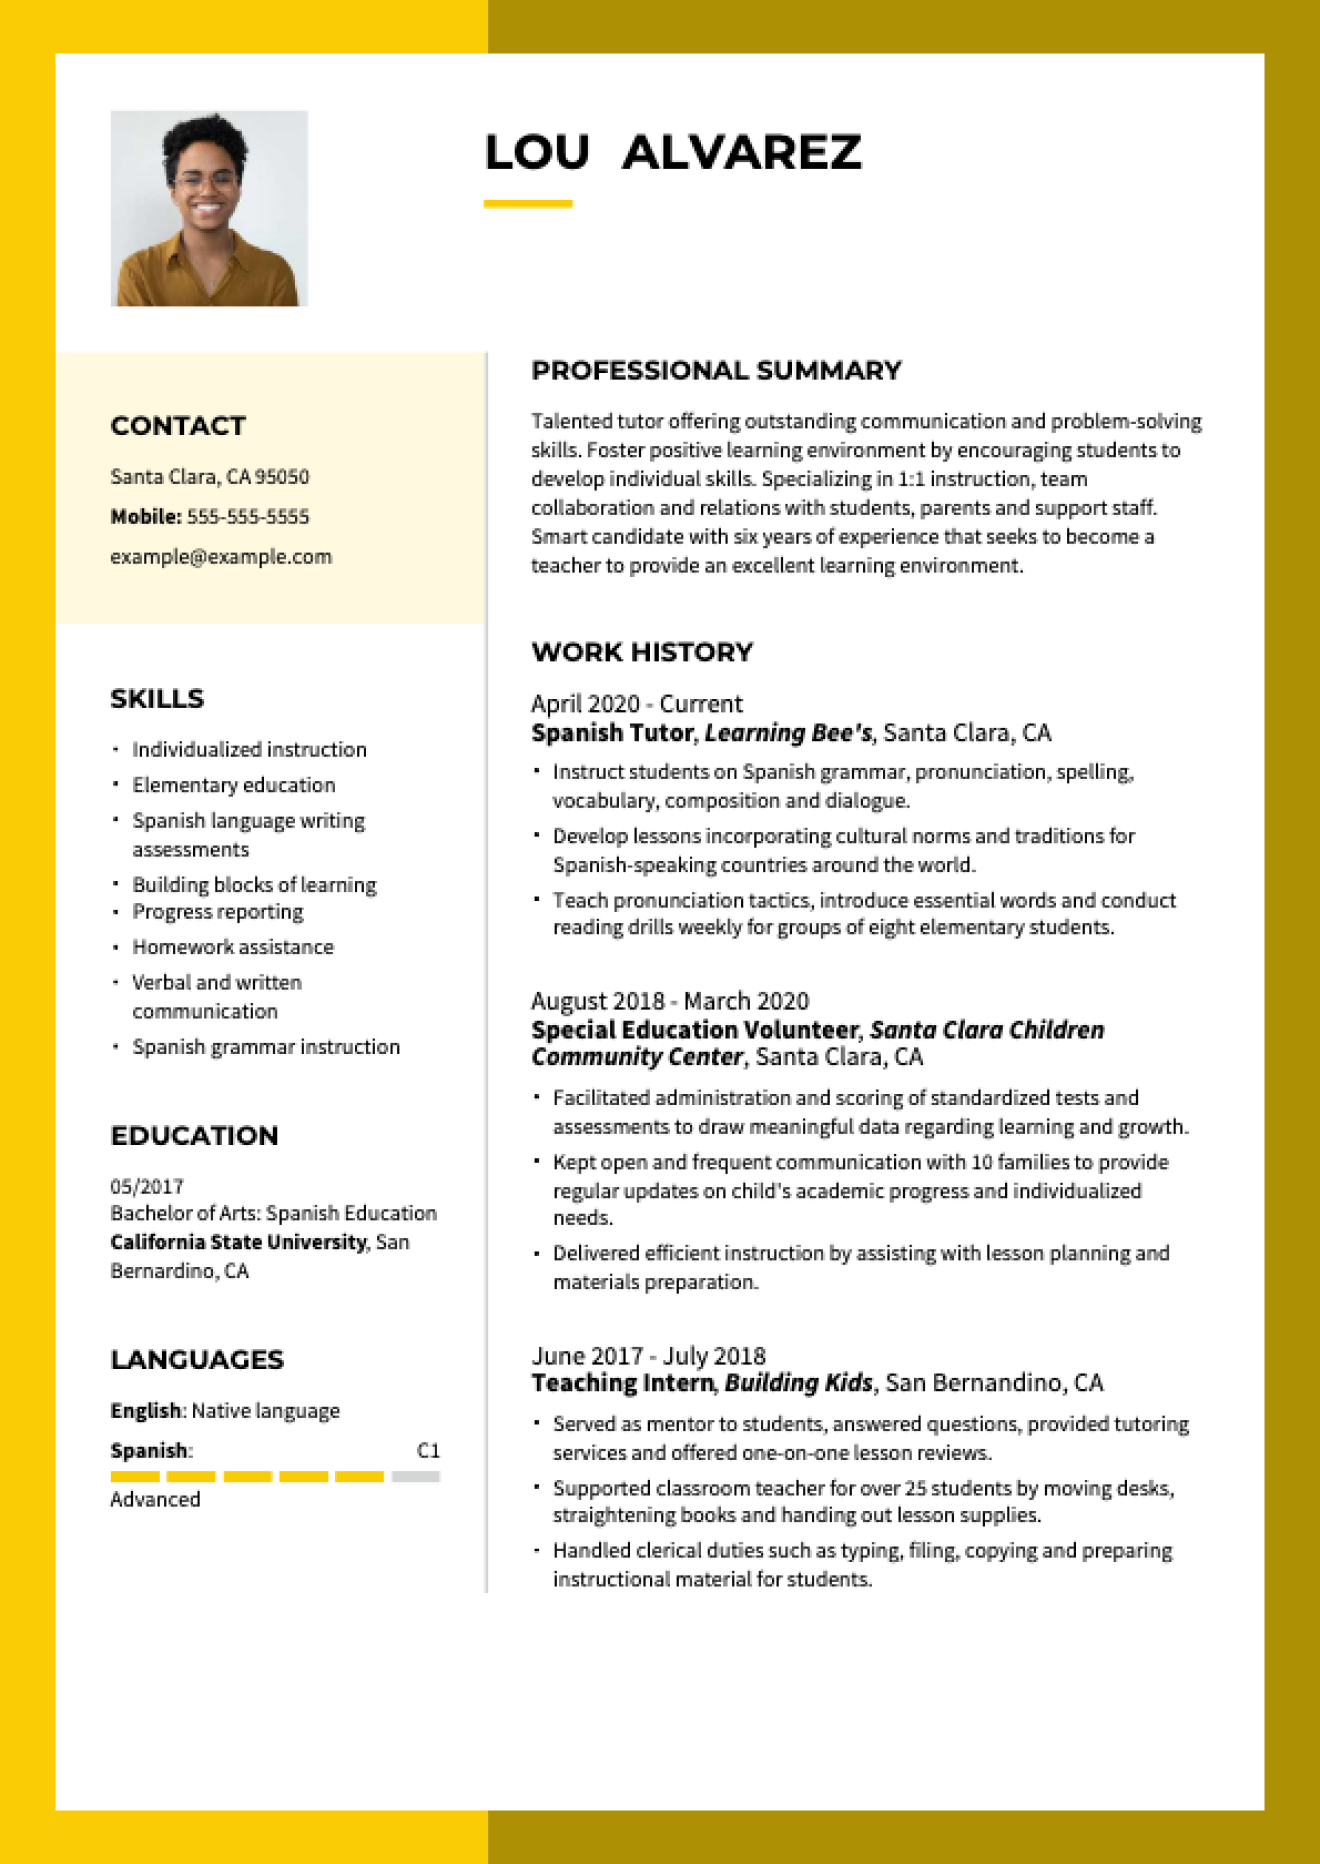 LOU ALVAREZ
CONTACT
Santa Clara, CA 95050
Mobile: 555-555-5555
example@example.com
SKILLS
· Individualized instruction
· Elementary education
· Spanish language writing
assessments
· Building blocks of learning
· Progress reporting
· Homework assistance
· Verbal and written
communication
· Spanish grammar instruction
EDUCATION
05/2017
Bachelor of Arts: Spanish Education
California State University, San
Bernardino, CA
LANGUAGES
English: Native language
Spanish: C1
Advanced
PROFESSIONAL SUMMARY
Talented tutor offering outstanding communication and problem-solving
skills. Foster positive learning environment by encouraging students to
develop individual skills. Specializing in 1:1 instruction, team
collaboration and relations with students, parents and support staff.
Smart candidate with six years of experience that seeks to become a
teacher to provide an excellent learning environment.
WORK HISTORY
April 2020 - Current
Spanish Tutor, Learning Bee's, Santa Clara, CA
· Instruct students on Spanish grammar, pronunciation, spelling,
vocabulary, composition and dialogue.
· Develop lessons incorporating cultural norms and traditions for
Spanish-speaking countries around the world.
· Teach pronunciation tactics, introduce essential words and conduct
reading drills weekly for groups of eight elementary students.
August 2018 - March 2020
Special Education Volunteer, Santa Clara Children
Community Center, Santa Clara, CA
· Facilitated administration and scoring of standardized tests and
assessments to draw meaningful data regarding learning and growth.
· Kept open and frequent communication with 10 families to provide
regular updates on child's academic progress and individualized
needs.
· Delivered efficient instruction by assisting with lesson planning and
materials preparation.
June 2017 - July 2018
Teaching Intern, Building Kids, San Bernandino, CA
· Served as mentor to students, answered questions, provided tutoring
services and offered one-on-one lesson reviews.
· Supported classroom teacher for over 25 students by moving desks,
straightening books and handing out lesson supplies.
· Handled clerical duties such as typing, filing, copying and preparing
instructional material for students.